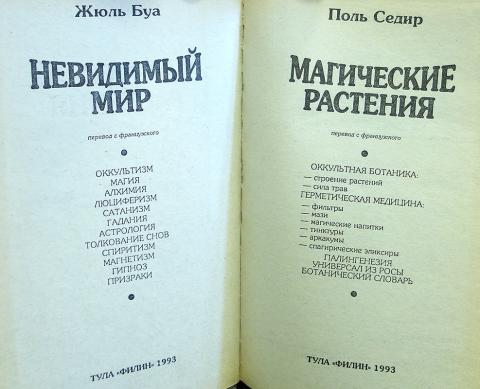 Жюль Буа
НЕВИДИМЫЙ
МИР
перевод с французского
ОККУЛЬТИЗМ
МАГИЯ
АЛХИМИЯ
ЛЮЦИФЕРИЗМ
САТАНИЗМ
ГАДАНИЯ
АСТРОЛОГИЯ
ТОЛКОВАНИЕ СНОВ
СПИРИТИЗМ
МАГНЕТИЗМ
ГИПНОЗ
ПРИЗРАКИ
ТУЛА «ФИЛИН» 1993
Поль Седир
МАГИЧЕСКИЕ
РАСТЕНИЯ
перевод с французского
ОККУЛЬТНАЯ БОТАНИКА:
— строение растений
— сила трав
ГЕРМЕТИЧЕСКАЯ МЕДИЦИНА:
— фильтры
— мази
— магические напитки
— тинктуры
— аркакумы
— спагирические эликсиры
ПАЛИНГЕНЕЗИЯ
УНИВЕРСАЛ ИЗ РОСЫ
БОТАНИЧЕСКИЙ СЛОВАРЬ
ТУЛА «ФИЛИН» 1993